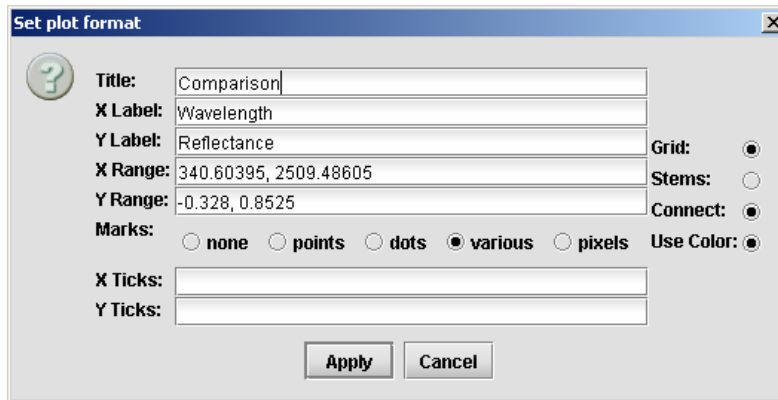 Set plot format
Title: Comparison
X Label: Wavelength
Y Label: Reflectance
X Range: 340.60395, 2509.48605
Y Range: -0.328, 0.8525
Marks:
none points dots various pixels
Grid:
Stems:
Connect:
Use Color:
X Ticks:
Y Ticks:
Apply Cancel